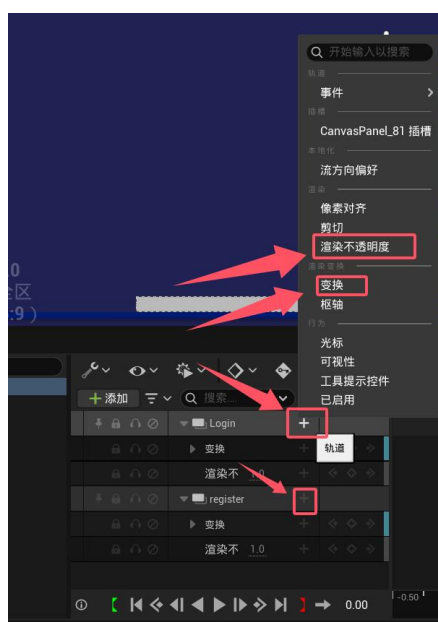 开始输入以搜索
轨道
事件
插槽
CanvasPanel_81 插槽
本地化
流方向偏好
渲染
像素对齐
剪切
渲染不透明度
渲染变换
变换
枢轴
行为
光标
可视性
工具提示控件
已启用
0
全区
:9）
添加
搜索...
Login
轨道
变换
渲染不 1.0
register
变换
渲染不 1.0
0.00
-0.50